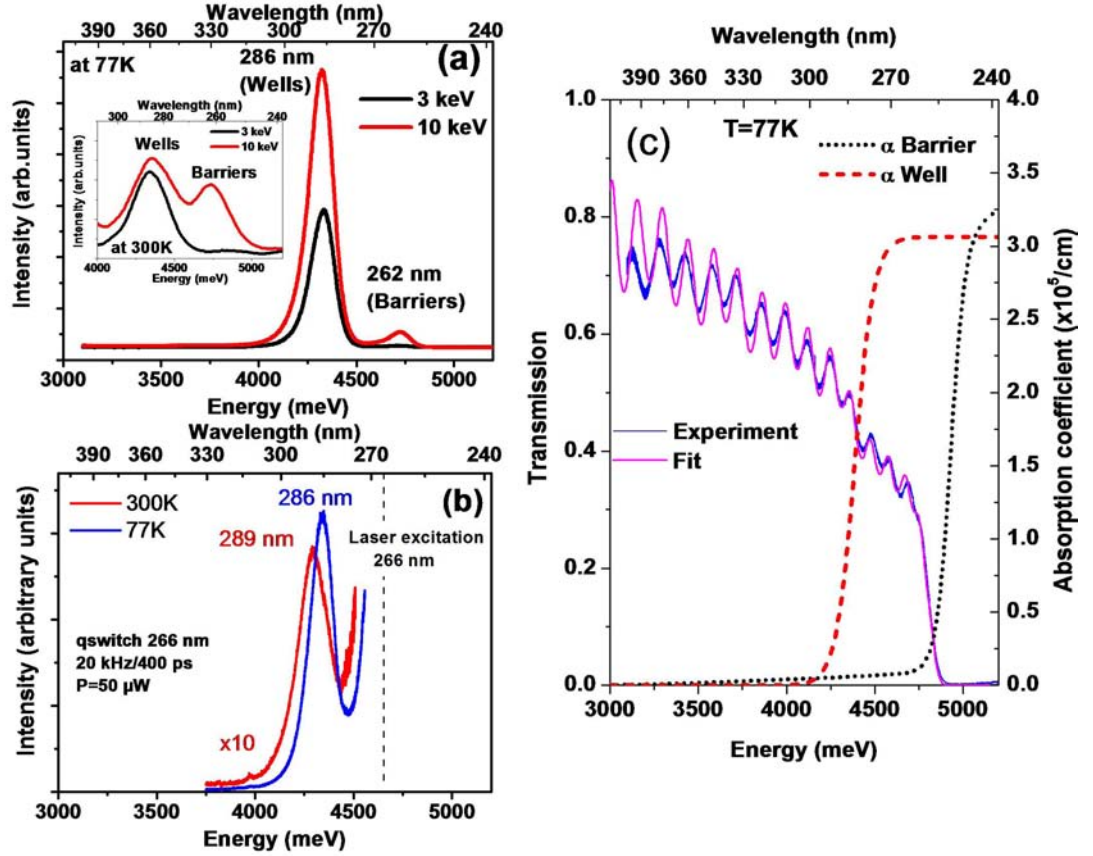 Wavelength (nm)
390 360 330 300 270 240
at 77K
286 nm
(Wells)
(a)
3 keV
10 keV
Wavelength (nm)
300 280 260 240
3 keV
10 keV
Wells
Barriers
at 300K
Intensity (arb.units)
4000 4500 5000
Energy (meV)
262 nm
(Barriers)
Intensity (arb.units)
3000 3500 4000 4500 5000
Energy (meV)
Wavelength (nm)
390 360 330 300 270 240
300K
77K
286 nm
(b)
289 nm
Laser excitation
266 nm
qswitch 266 nm
20 kHz/400 ps
P=50 µW
x10
Intensity (arbitrary units)
3000 3500 4000 4500 5000
Energy (meV)
Wavelength (nm)
390 360 330 300 270 240
T=77K
(c)
α Barrier
α Well
Experiment
Fit
1.0
0.8
0.6
0.4
0.2
0.0
Transmission
4.0
3.5
3.0
2.5
2.0
1.5
1.0
0.5
0.0
Absorption coefficient (x10⁵/cm)
3000 3500 4000 4500 5000
Energy (meV)